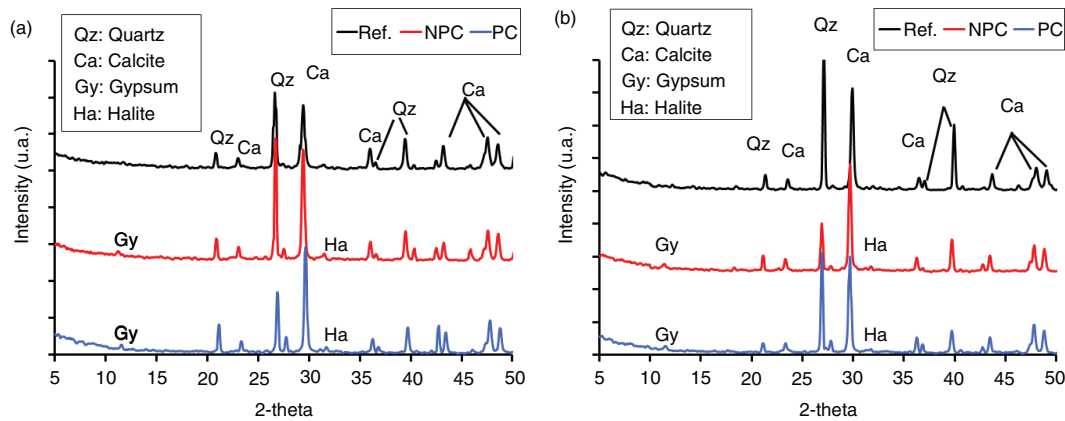 (a)
Qz: Quartz
Ca: Calcite
Gy: Gypsum
Ha: Halite
Ref. NPC PC
Intensity (u.a.)
Qz
Ca
Qz
Ca
Ca
Qz
Ca
Gy
Ha
Gy
Ha
5 10 15 20 25 30 35 40 45 50
2-theta
(b)
Qz: Quartz
Ca: Calcite
Gy: Gypsum
Ha: Halite
Ref. NPC PC
Intensity (u.a.)
Qz
Ca
Qz
Ca
Qz
Ca
Ca
Gy
Ha
Gy
Ha
5 10 15 20 25 30 35 40 45 50
2-theta